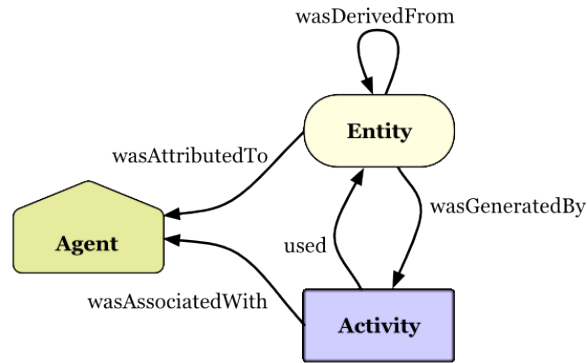 wasDerivedFrom
Entity
wasAttributedTo
wasGeneratedBy
Agent
used
wasAssociatedWith
Activity